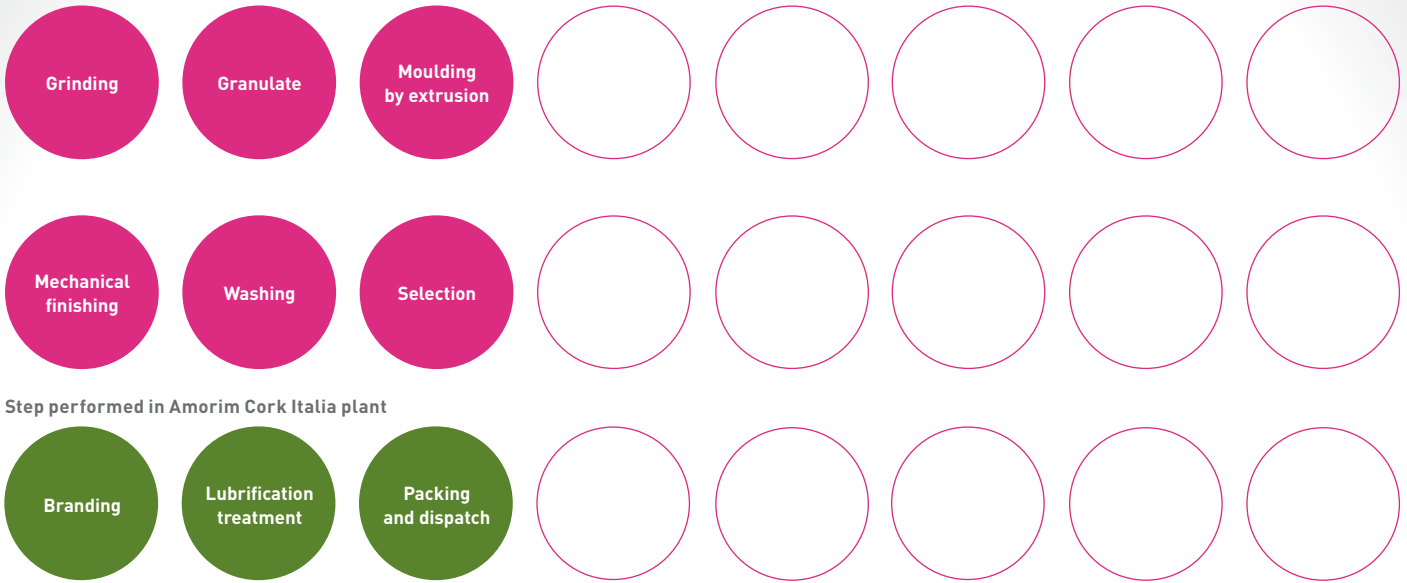 Grinding
Granulate
Moulding
by extrusion
Mechanical
finishing
Washing
Selection
Step performed in Amorim Cork Italia plant
Branding
Lubrification
treatment
Packing
and dispatch